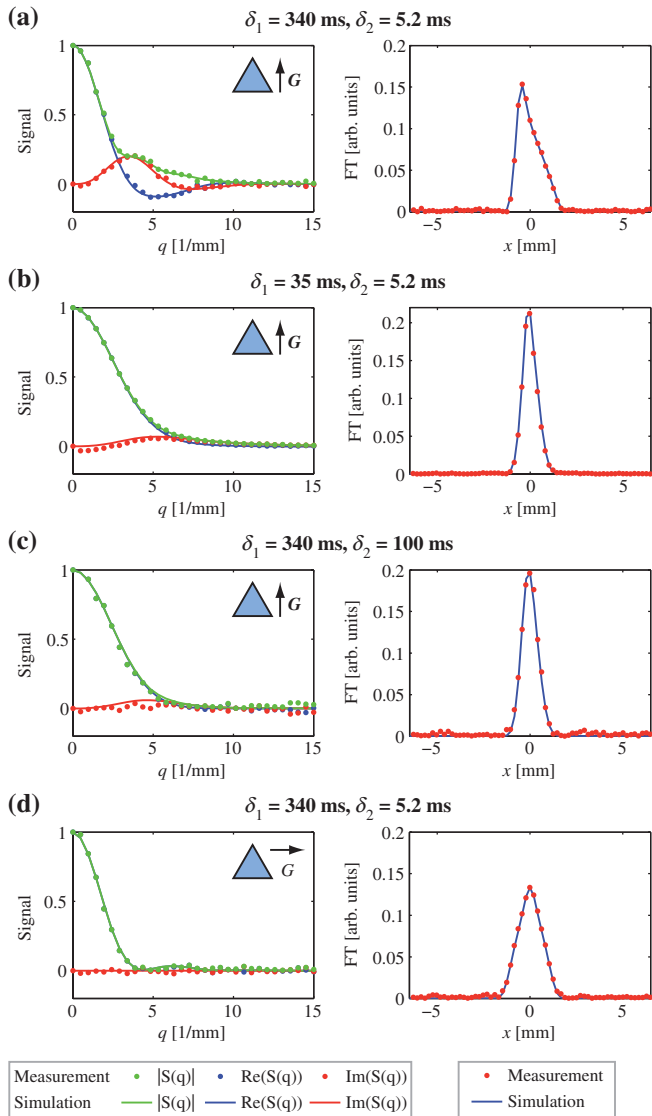 (a)
δ1 = 340 ms, δ2 = 5.2 ms
1
0.5
0
Signal
G
0
5
10
15
q [1/mm]
0.2
0.15
0.1
0.05
0
FT [arb. units]
−5
0
5
x [mm]
(b)
δ1 = 35 ms, δ2 = 5.2 ms
1
0.5
0
Signal
G
0
5
10
15
q [1/mm]
0.2
0.15
0.1
0.05
0
FT [arb. units]
−5
0
5
x [mm]
(c)
δ1 = 340 ms, δ2 = 100 ms
1
0.5
0
Signal
G
0
5
10
15
q [1/mm]
0.2
0.15
0.1
0.05
0
FT [arb. units]
−5
0
5
x [mm]
(d)
δ1 = 340 ms, δ2 = 5.2 ms
1
0.5
0
Signal
G
0
5
10
15
q [1/mm]
0.2
0.15
0.1
0.05
0
FT [arb. units]
−5
0
5
x [mm]
Measurement |S(q)| Re(S(q)) Im(S(q))
Simulation |S(q)| Re(S(q)) Im(S(q))
Measurement
Simulation